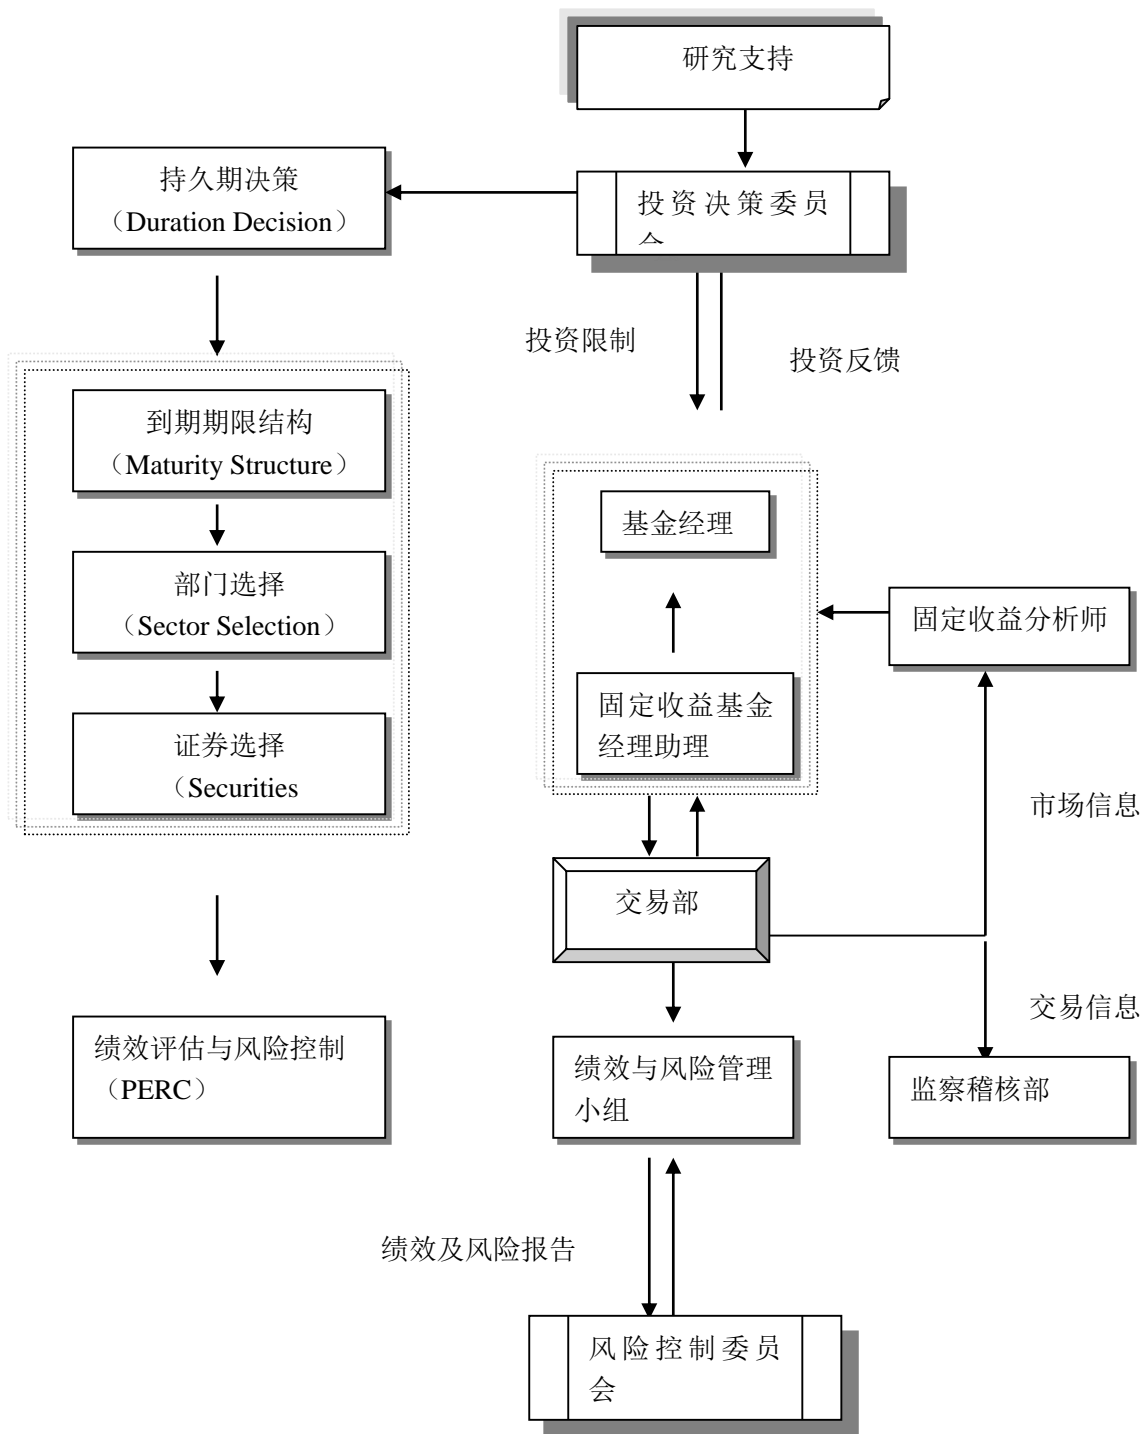 研究支持
持久期决策
（Duration Decision）
投资决策委员
会
投资限制
投资反馈
到期期限结构
（Maturity Structure）
部门选择
（Sector Selection）
证券选择
（Securities
基金经理
固定收益基金
经理助理
固定收益分析师
市场信息
交易部
交易信息
绩效评估与风险控制
（PERC）
绩效与风险管理
小组
监察稽核部
绩效及风险报告
风险控制委员
会